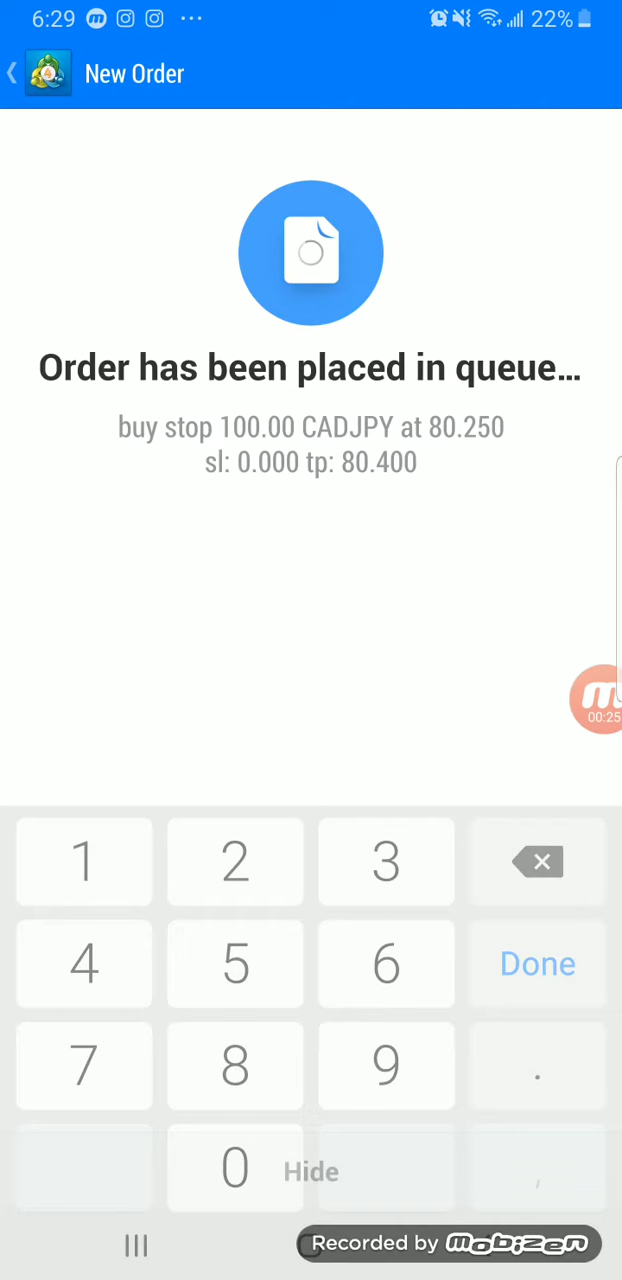 6:29 ... 22%
New Order
Order has been placed in queue...
buy stop 100.00 CADJPY at 80.250
sl: 0.000 tp: 80.400
m
00:25
1 2 3
4 5 6 Done
7 8 9 .
0 Hide ,
Recorded by mobizen